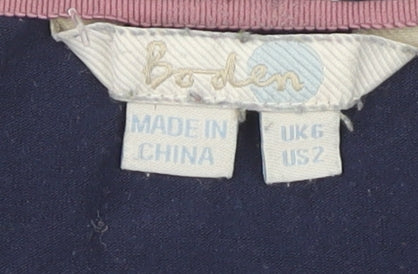 Boden
MADE IN
CHINA
UK6
US2